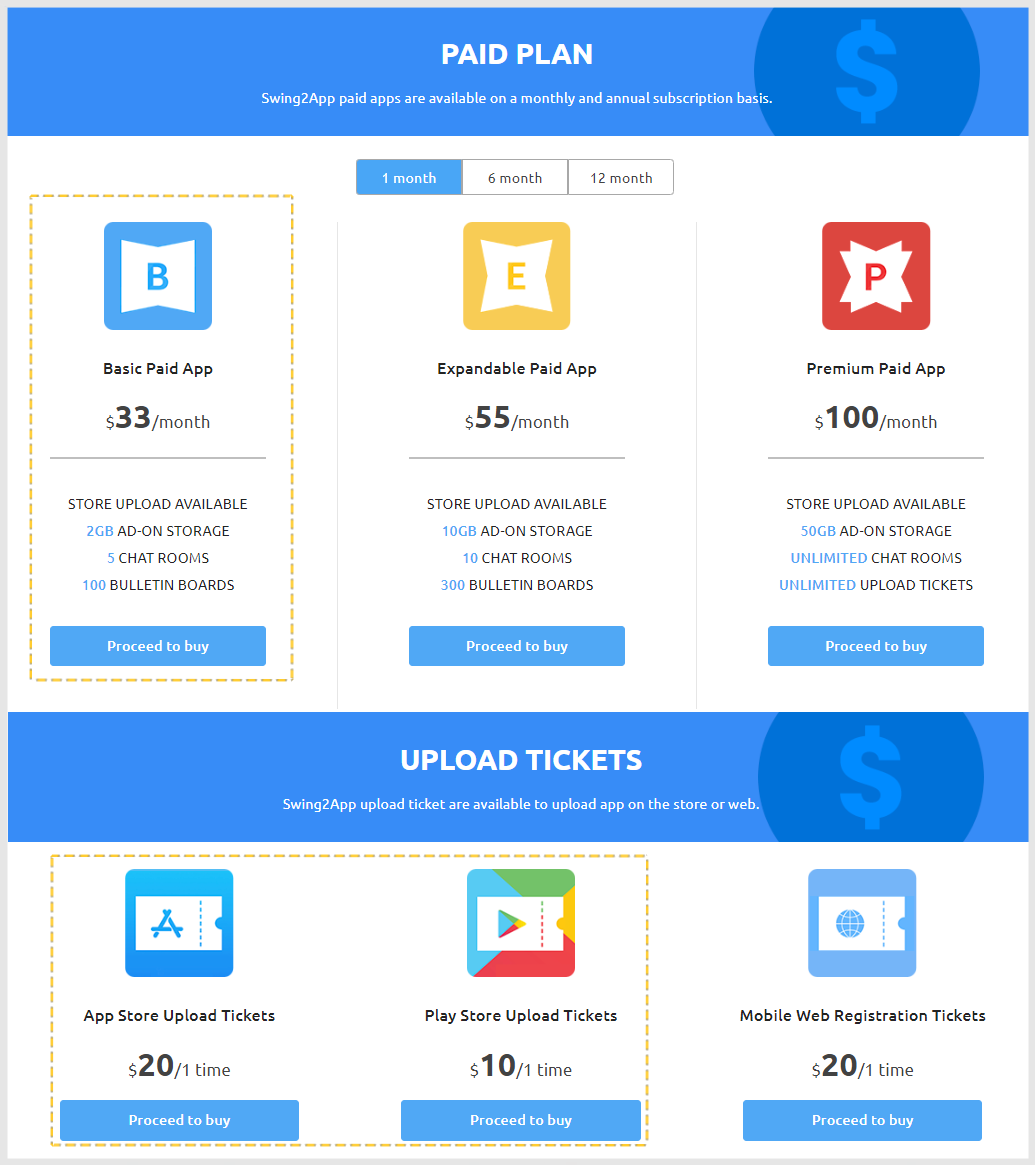 PAID PLAN
Swing2App paid apps are available on a monthly and annual subscription basis.
$
1 month
6 month
12 month
B
Basic Paid App
$33/month
STORE UPLOAD AVAILABLE
2GB AD-ON STORAGE
5 CHAT ROOMS
100 BULLETIN BOARDS
Proceed to buy
E
Expandable Paid App
$55/month
STORE UPLOAD AVAILABLE
10GB AD-ON STORAGE
10 CHAT ROOMS
300 BULLETIN BOARDS
Proceed to buy
P
Premium Paid App
$100/month
STORE UPLOAD AVAILABLE
50GB AD-ON STORAGE
UNLIMITED CHAT ROOMS
UNLIMITED UPLOAD TICKETS
Proceed to buy
UPLOAD TICKETS
Swing2App upload ticket are available to upload app on the store or web.
$
App Store Upload Tickets
$20/1 time
Proceed to buy
Play Store Upload Tickets
$10/1 time
Proceed to buy
Mobile Web Registration Tickets
$20/1 time
Proceed to buy